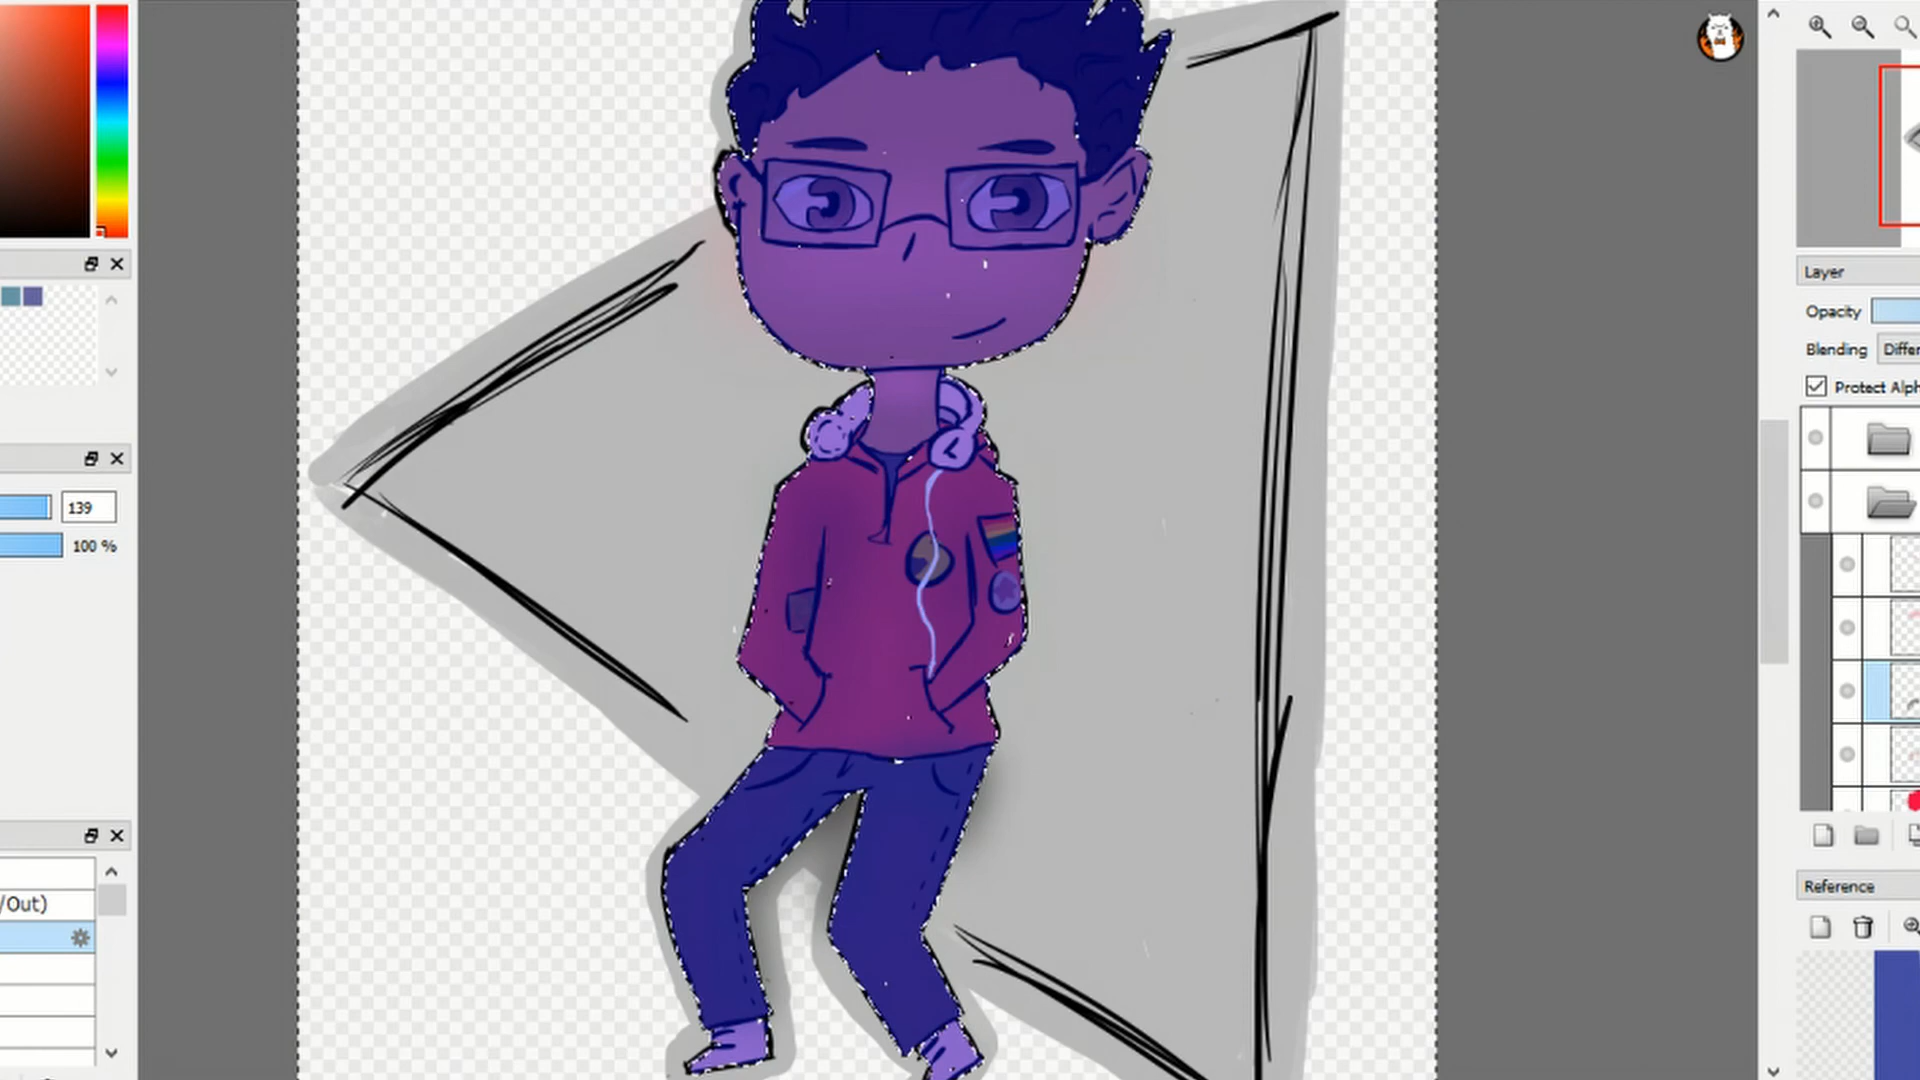 Layer
Opacity
Blending Differ
Protect Alph
139
100 %
/Out)
Reference